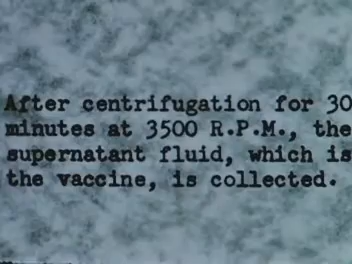 After centrifugation for 30
minutes at 3500 R.P.M., the
supernatant fluid, which is
the vaccine, is collected.